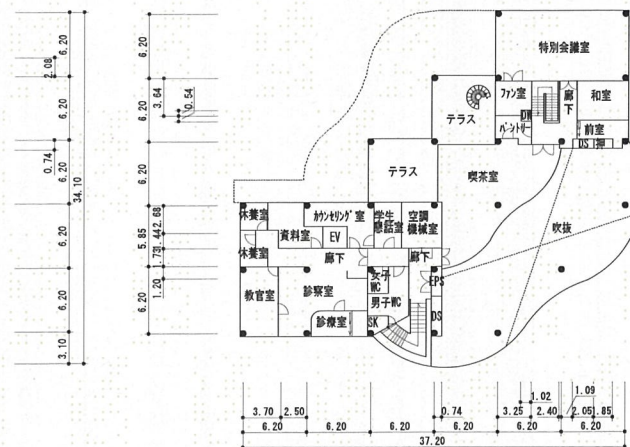 特別会議室
ファン室
廊下
和室
DW
パントリー
前室
DS
押
テラス
テラス
喫茶室
吹抜
休養室
カウンセリング室
学生懇話室
空調機械室
資料室
EV
休養室
廊下
廊下
教官室
診察室
女子WC
男子WC
EPS
DS
診療室
SK
6.20
2.08
6.20
6.20
0.74
6.20
6.20
3.10
34.10
6.20
6.20
3.64
0.54
6.20
5.85
2.68
1.44
1.73
1.20
6.20
3.70
2.50
0.74
3.25
1.02
2.40
1.09
2.05
1.85
6.20
6.20
6.20
6.20
6.20
6.20
37.20